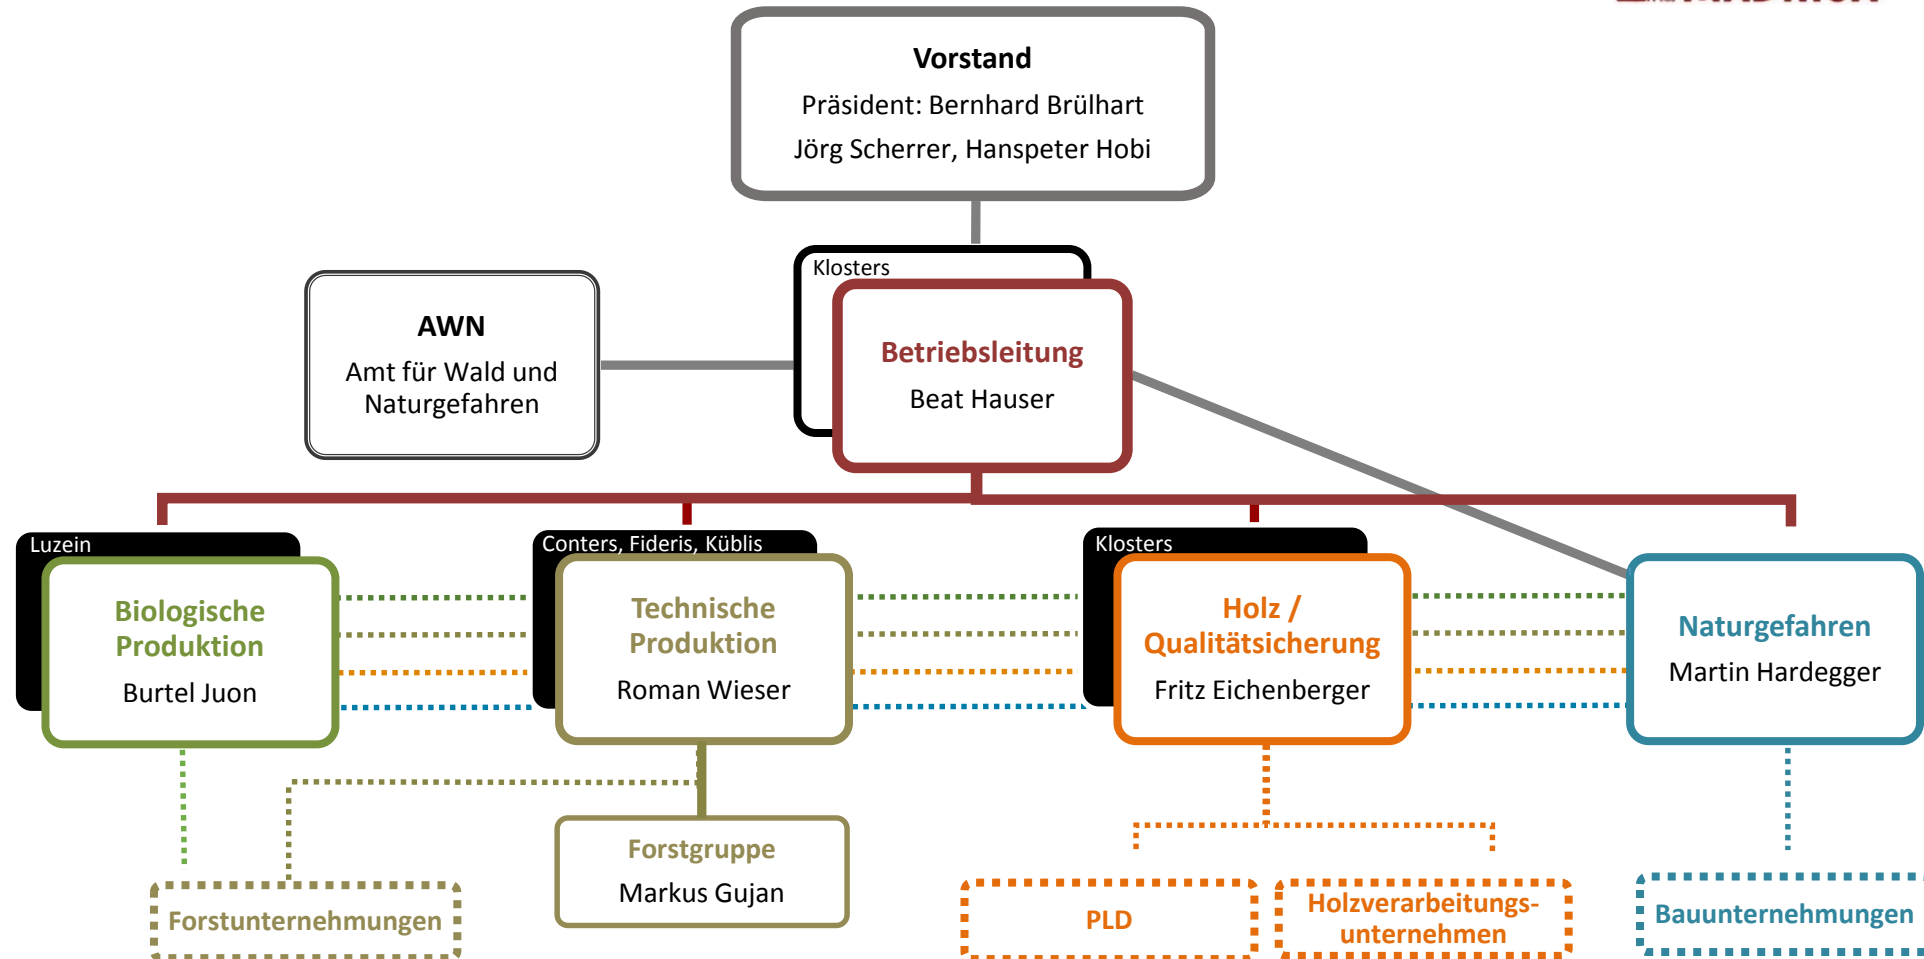 Vorstand
Präsident: Bernhard Brülhart
Jörg Scherrer, Hanspeter Hobi
Klosters
AWN
Amt für Wald und
Naturgefahren
Betriebsleitung
Beat Hauser
Luzein
Biologische
Produktion
Burtel Juon
Conters, Fideris, Küblis
Technische
Produktion
Roman Wieser
Klosters
Holz /
Qualitätsicherung
Fritz Eichenberger
Naturgefahren
Martin Hardegger
Forstgruppe
Markus Gujan
Forstunternehmungen
PLD
Holzverarbeitungs-
unternehmen
Bauunternehmungen